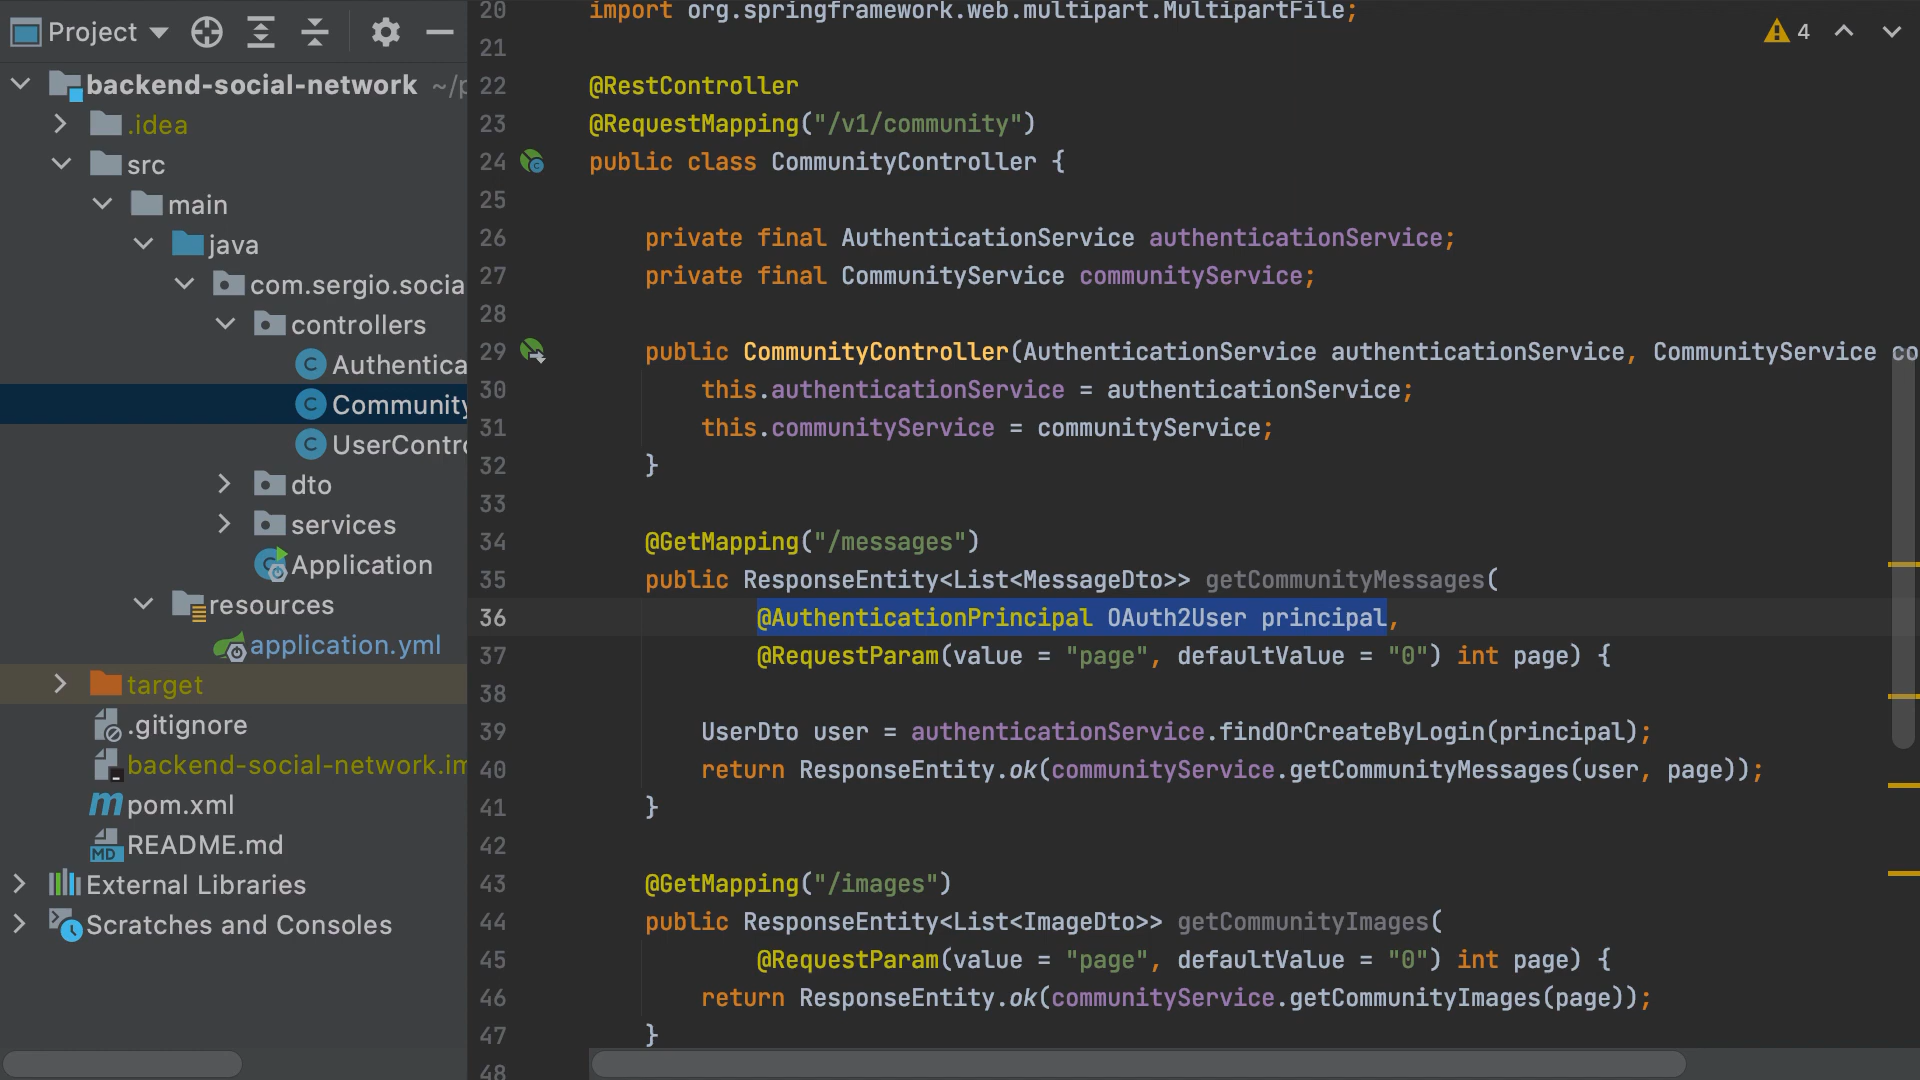 Project
backend-social-network ~/p
.idea
src
main
java
com.sergio.socia
controllers
Authentica
Community
UserContro
dto
services
Application
resources
application.yml
target
.gitignore
backend-social-network.im
pom.xml
README.md
External Libraries
Scratches and Consoles
4
20 import org.springframework.web.multipart.MultipartFile;
21
22 @RestController
23 @RequestMapping("/v1/community")
24 public class CommunityController {
25
26 private final AuthenticationService authenticationService;
27 private final CommunityService communityService;
28
29 public CommunityController(AuthenticationService authenticationService, CommunityService co
30 this.authenticationService = authenticationService;
31 this.communityService = communityService;
32 }
33
34 @GetMapping("/messages")
35 public ResponseEntity<List<MessageDto>> getCommunityMessages(
36 @AuthenticationPrincipal OAuth2User principal,
37 @RequestParam(value = "page", defaultValue = "0") int page) {
38
39 UserDto user = authenticationService.findOrCreateByLogin(principal);
40 return ResponseEntity.ok(communityService.getCommunityMessages(user, page));
41 }
42
43 @GetMapping("/images")
44 public ResponseEntity<List<ImageDto>> getCommunityImages(
45 @RequestParam(value = "page", defaultValue = "0") int page) {
46 return ResponseEntity.ok(communityService.getCommunityImages(page));
47 }
48